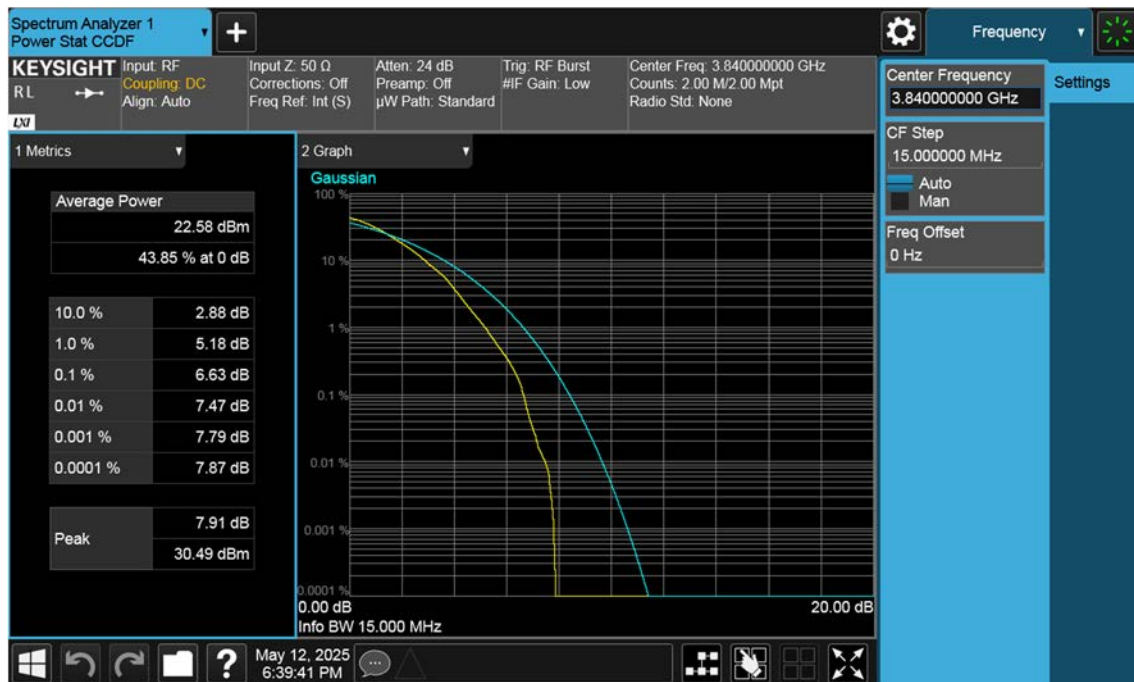 Spectrum Analyzer 1
Power Stat CCDF
Frequency
KEYSIGHT
RL
LXI
Input: RF
Coupling: DC
Align: Auto
Input Z: 50 Ω
Corrections: Off
Freq Ref: Int (S)
Atten: 24 dB
Preamp: Off
µW Path: Standard
Trig: RF Burst
#IF Gain: Low
Center Freq: 3.840000000 GHz
Counts: 2.00 M/2.00 Mpt
Radio Std: None
Center Frequency
3.840000000 GHz
Settings
CF Step
15.000000 MHz
Auto
Man
Freq Offset
0 Hz
1 Metrics
Average Power
22.58 dBm
43.85 % at 0 dB
10.0 % 2.88 dB
1.0 % 5.18 dB
0.1 % 6.63 dB
0.01 % 7.47 dB
0.001 % 7.79 dB
0.0001 % 7.87 dB
Peak
7.91 dB
30.49 dBm
2 Graph
Gaussian
100 %
10 %
1 %
0.1 %
0.01 %
0.001 %
0.0001 %
0.00 dB 20.00 dB
Info BW 15.000 MHz
?
May 12, 2025
6:39:41 PM